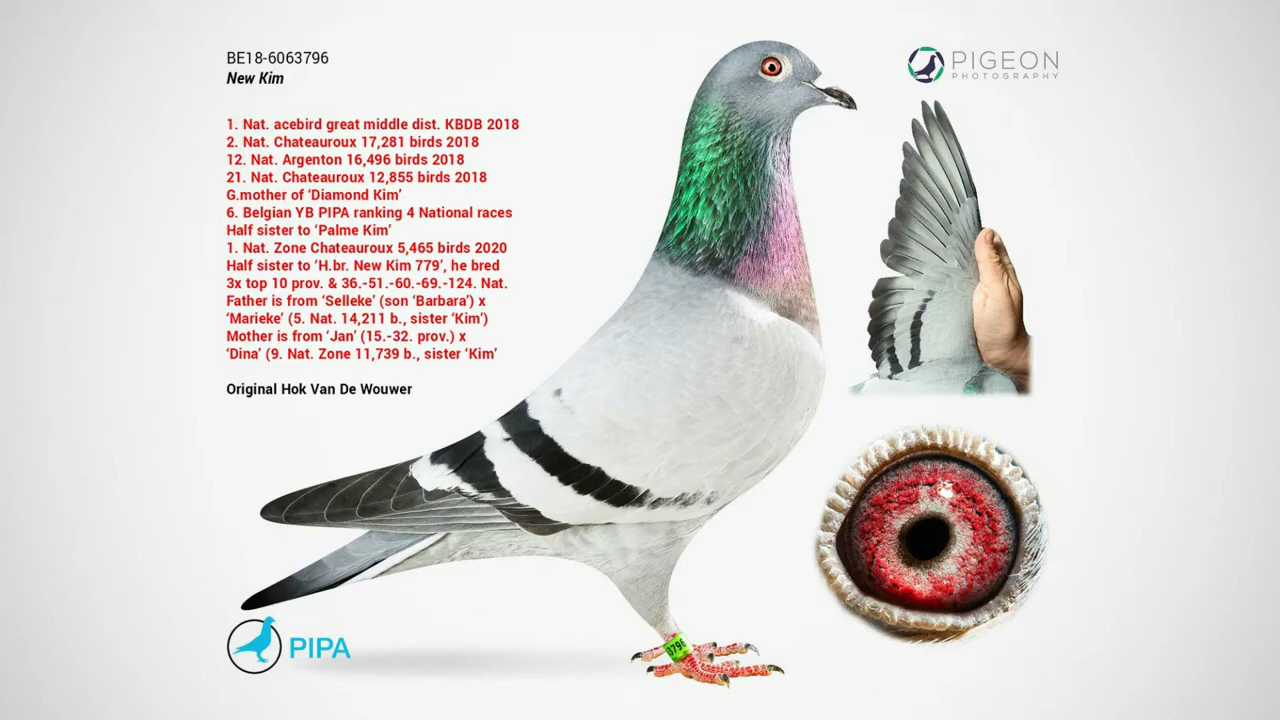 BE18-6063796
New Kim
1. Nat. acebird great middle dist. KBDB 2018
2. Nat. Chateauroux 17,281 birds 2018
12. Nat. Argenton 16,496 birds 2018
21. Nat. Chateauroux 12,855 birds 2018
G.mother of ‘Diamond Kim’
6. Belgian YB PIPA ranking 4 National races
Half sister to ‘Palme Kim’
1. Nat. Zone Chateauroux 5,465 birds 2020
Half sister to ‘H.br. New Kim 779’, he bred
3x top 10 prov. & 36.-51.-60.-69.-124. Nat.
Father is from ‘Selleke’ (son ‘Barbara’) x
‘Marieke’ (5. Nat. 14,211 b., sister ‘Kim’)
Mother is from ‘Jan’ (15.-32. prov.) x
‘Dina’ (9. Nat. Zone 11,739 b., sister ‘Kim’
Original Hok Van De Wouwer
PIGEON
PHOTOGRAPHY
PIPA